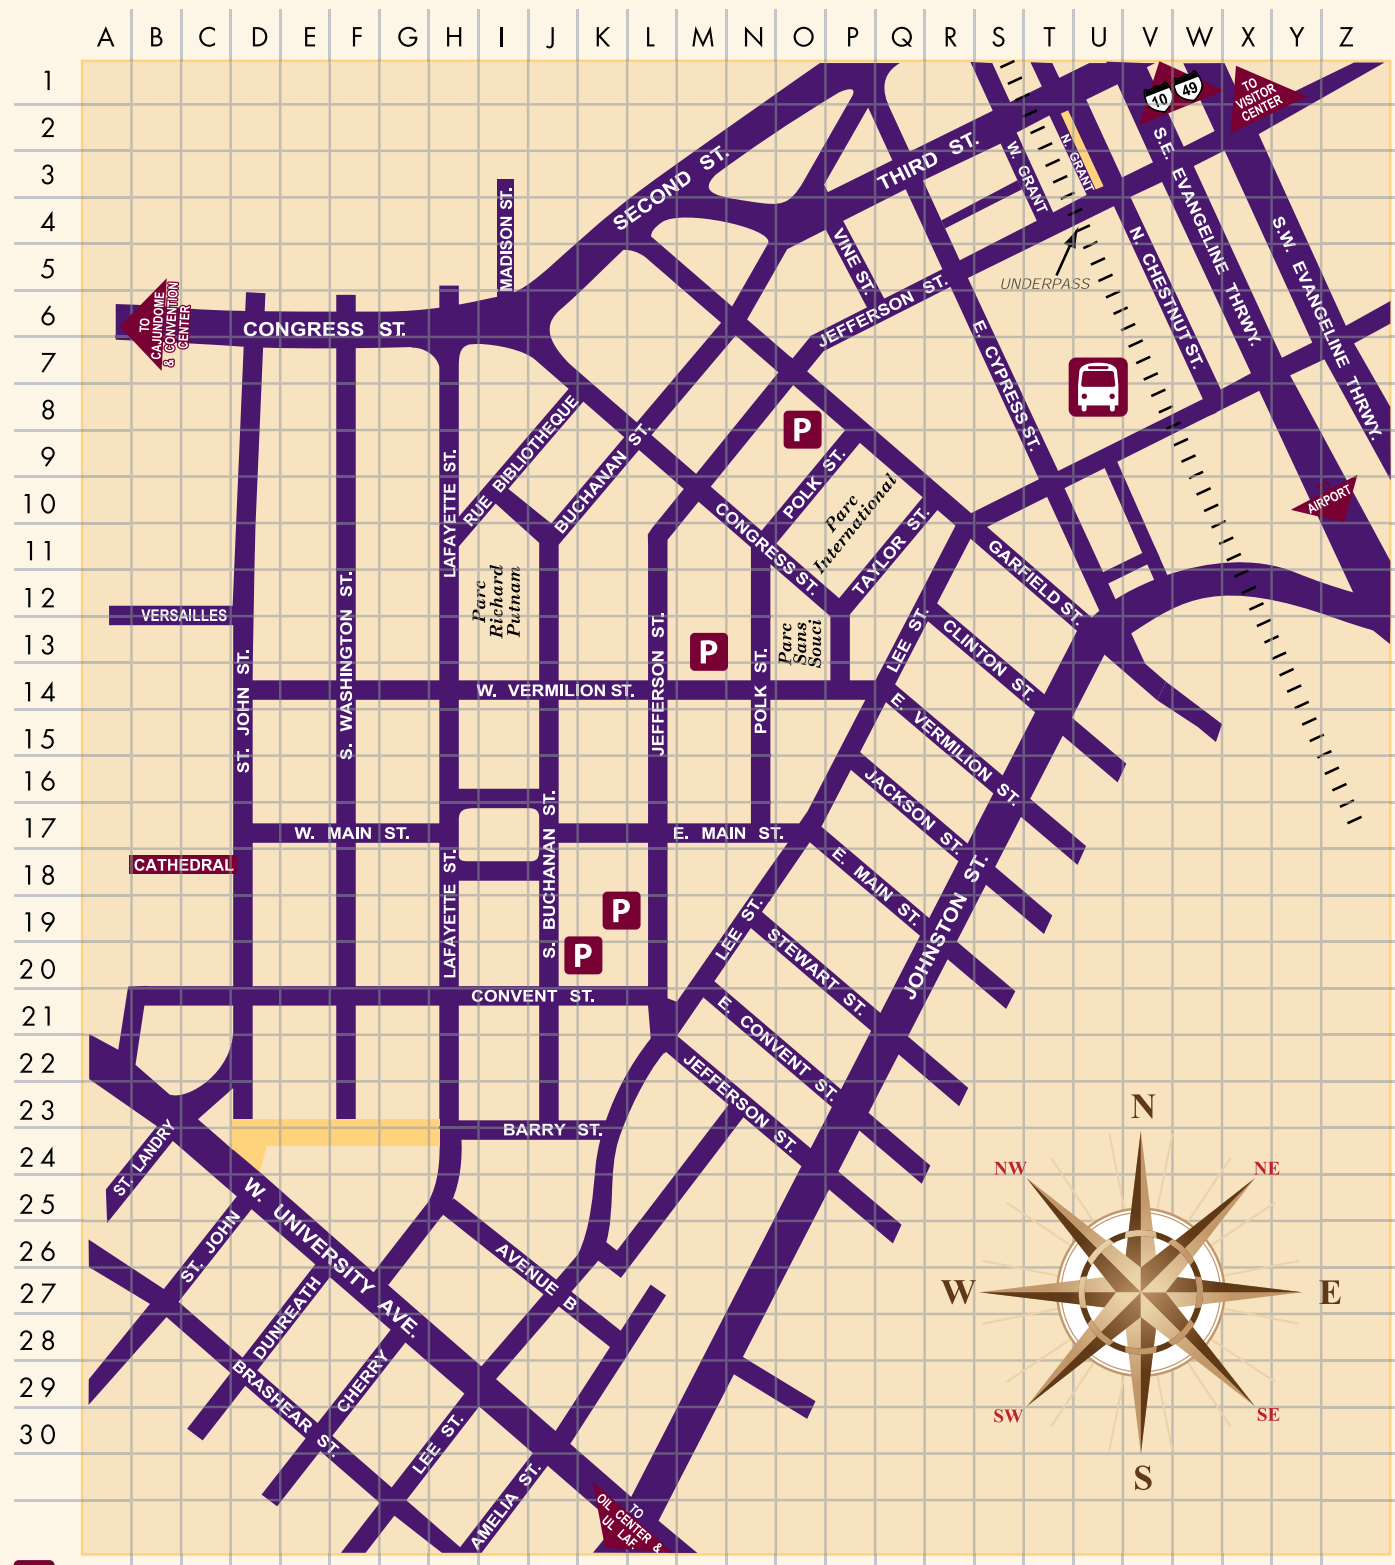 A B C D E F G H I J K L M N O P Q R S T U V W X Y Z
1
2
3
4
5
6
7
8
9
10
11
12
13
14
15
16
17
18
19
20
21
22
23
24
25
26
27
28
29
30
10
49
TO
VISITOR
CENTER
SECOND ST.
THIRD ST.
W. GRANT
N. GRANT
S.E. EVANGELINE THRWY.
S.W. EVANGELINE THRWY.
MADISON ST.
VINE ST.
N. CHESTNUT ST.
UNDERPASS
JEFFERSON ST.
TO
CAJUNDOME
& CONVENTION
CENTER
CONGRESS ST.
E. CYPRESS ST.
RUE BIBLIOTHEQUE
BUCHANAN ST.
P
POLK ST.
Parc
International
LAFAYETTE ST.
CONGRESS ST.
TAYLOR ST.
GARFIELD ST.
AIRPORT
VERSAILLES
Parc
Richard
Putnam
Parc
Sans
Souci
P
LEE ST.
CLINTON ST.
ST. JOHN ST.
S. WASHINGTON ST.
W. VERMILION ST.
JEFFERSON ST.
POLK ST.
E. VERMILION ST.
JACKSON ST.
W. MAIN ST.
E. MAIN ST.
CATHEDRAL
LAFAYETTE ST.
S. BUCHANAN ST.
E. MAIN ST.
P
P
LEE ST.
STEWART ST.
JOHNSTON ST.
CONVENT ST.
E. CONVENT ST.
JEFFERSON ST.
BARRY ST.
ST. LANDRY
W. UNIVERSITY AVE.
ST. JOHN
DUNREATH
AVENUE B
BRASHEAR ST.
CHERRY
LEE ST.
AMELIA ST.
TO
OIL CENTER &
UL LAF.
N
NW
NE
W
E
SW
SE
S